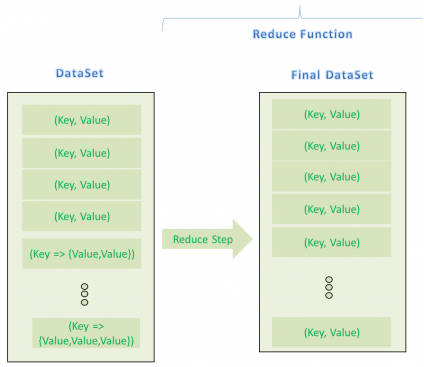 Reduce Function
DataSet
(Key, Value)
(Key, Value)
(Key, Value)
(Key, Value)
(Key => {Value,Value})
(Key =>
{Value,Value,Value})
Reduce Step
Final DataSet
(Key, Value)
(Key, Value)
(Key, Value)
(Key, Value)
(Key, Value)
(Key, Value)